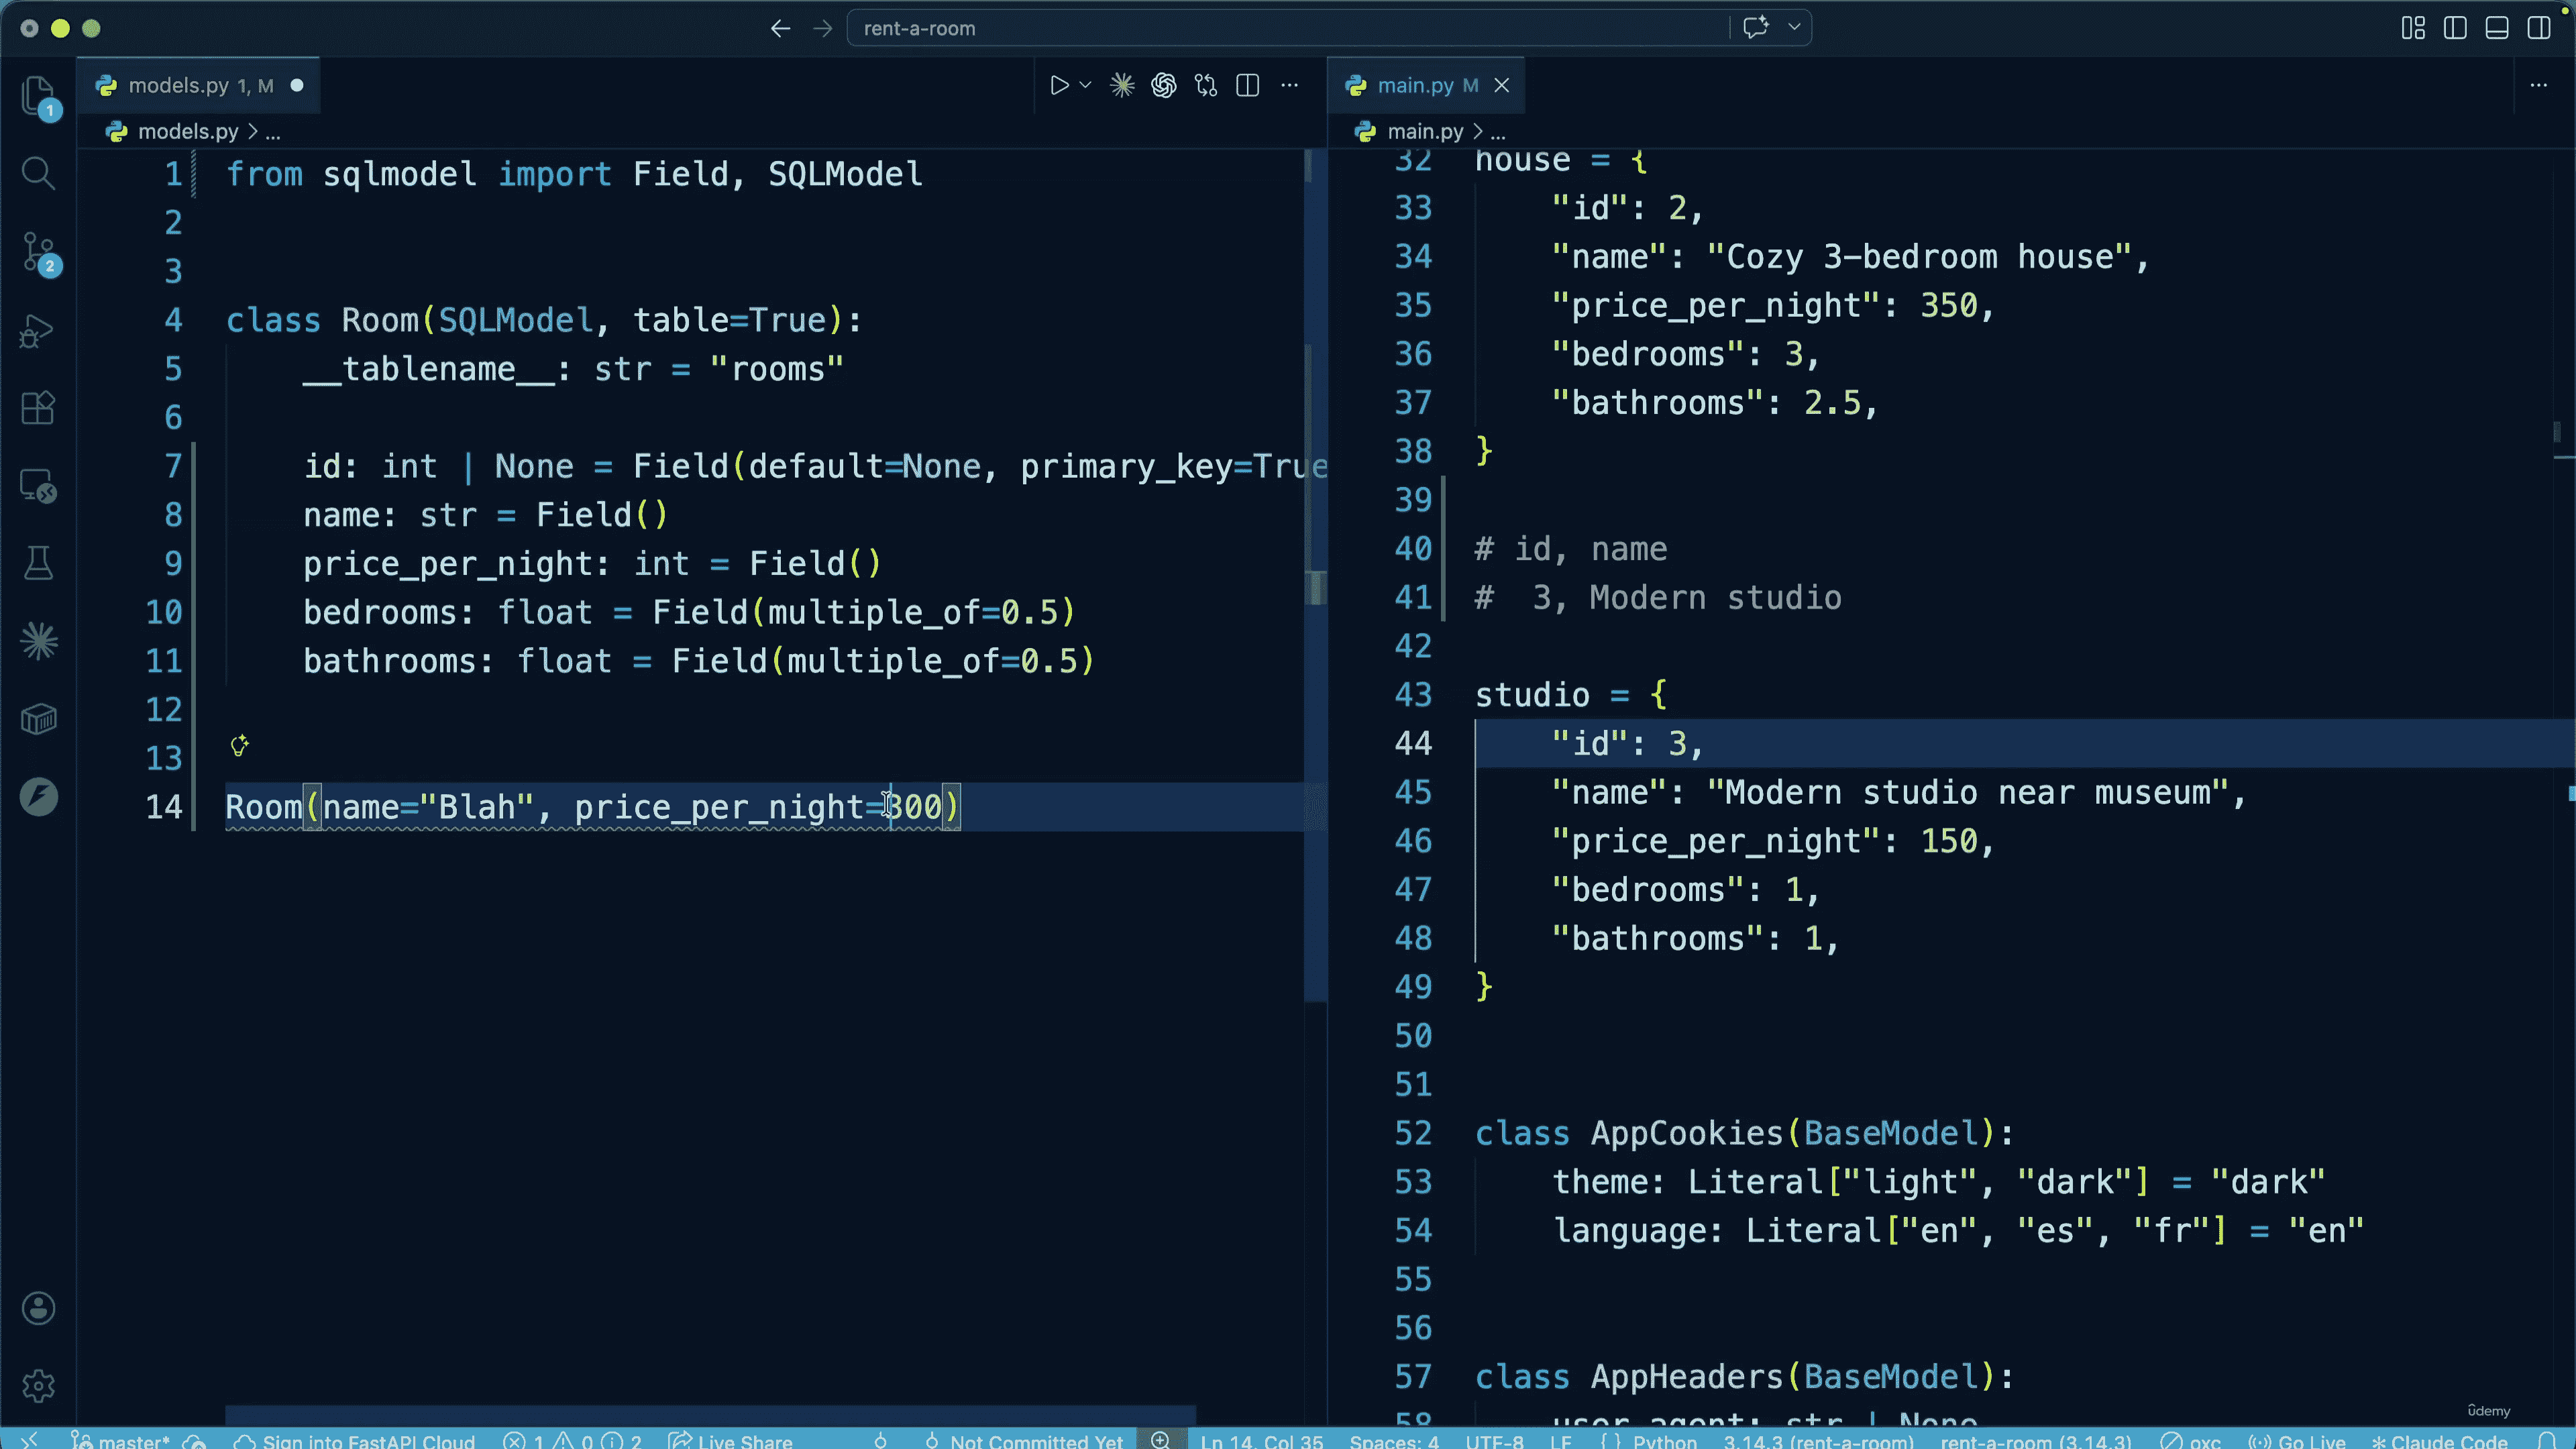 rent-a-room
models.py 1, M
main.py M
models.py > ...
main.py > ...
1 from sqlmodel import Field, SQLModel
2
3
4 class Room(SQLModel, table=True):
5 __tablename__: str = "rooms"
6
7 id: int | None = Field(default=None, primary_key=True
8 name: str = Field()
9 price_per_night: int = Field()
10 bedrooms: float = Field(multiple_of=0.5)
11 bathrooms: float = Field(multiple_of=0.5)
12
13
14 Room(name="Blah", price_per_night=300)
32 house = {
33 "id": 2,
34 "name": "Cozy 3-bedroom house",
35 "price_per_night": 350,
36 "bedrooms": 3,
37 "bathrooms": 2.5,
38 }
39
40 # id, name
41 # 3, Modern studio
42
43 studio = {
44 "id": 3,
45 "name": "Modern studio near museum",
46 "price_per_night": 150,
47 "bedrooms": 1,
48 "bathrooms": 1,
49 }
50
51
52 class AppCookies(BaseModel):
53 theme: Literal["light", "dark"] = "dark"
54 language: Literal["en", "es", "fr"] = "en"
55
56
57 class AppHeaders(BaseModel):
58 user_agent: str | None
1
2
ûdemy
master* Sign into FastAPI Cloud 1 0 2 Live Share Not Committed Yet Ln 14, Col 35 Spaces: 4 UTF-8 LF { } Python 3.14.3 (rent-a-room) rent-a-room (3.14.3) oxc Go Live Claude Code